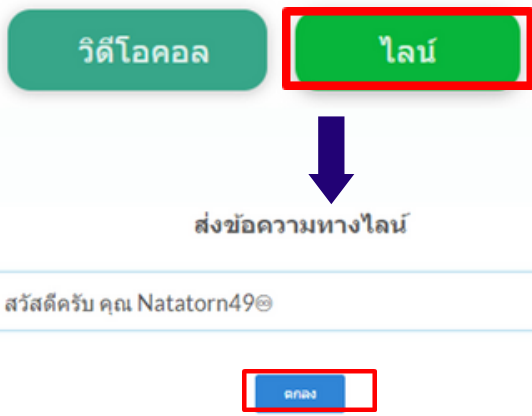 วิดีโอคอล
ไลน์
ส่งข้อความทางไลน์
สวัสดีครับ คุณ Natatorn49♾
ตกลง